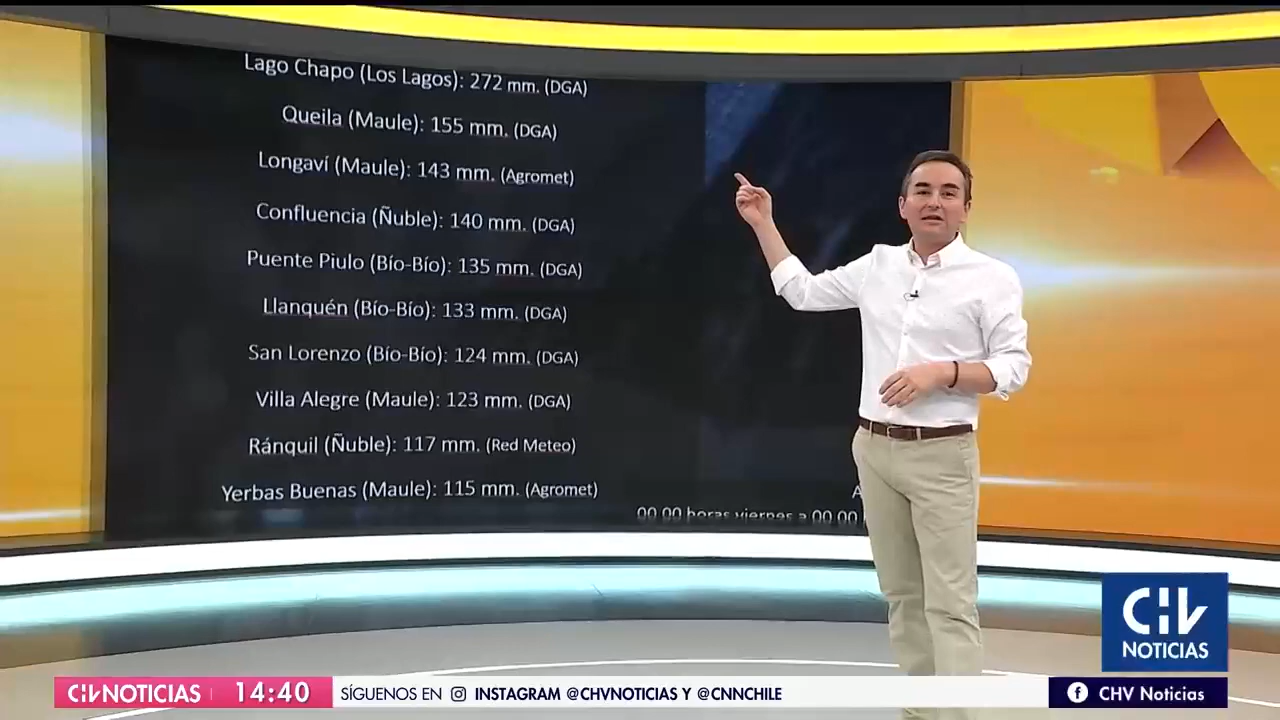 Lago Chapo (Los Lagos): 272 mm. (DGA)
Queila (Maule): 155 mm. (DGA)
Longaví (Maule): 143 mm. (Agromet)
Confluencia (Ñuble): 140 mm. (DGA)
Puente Piulo (Bío-Bío): 135 mm. (DGA)
Llanquén (Bío-Bío): 133 mm. (DGA)
San Lorenzo (Bío-Bío): 124 mm. (DGA)
Villa Alegre (Maule): 123 mm. (DGA)
Ránquil (Ñuble): 117 mm. (Red Meteo)
Yerbas Buenas (Maule): 115 mm. (Agromet)
00.00 horas viernes a 00.00
CHV
NOTICIAS
CHV NOTICIAS 14:40 SÍGUENOS EN INSTAGRAM @CHVNOTICIAS Y @CNNCHILE CHV Noticias